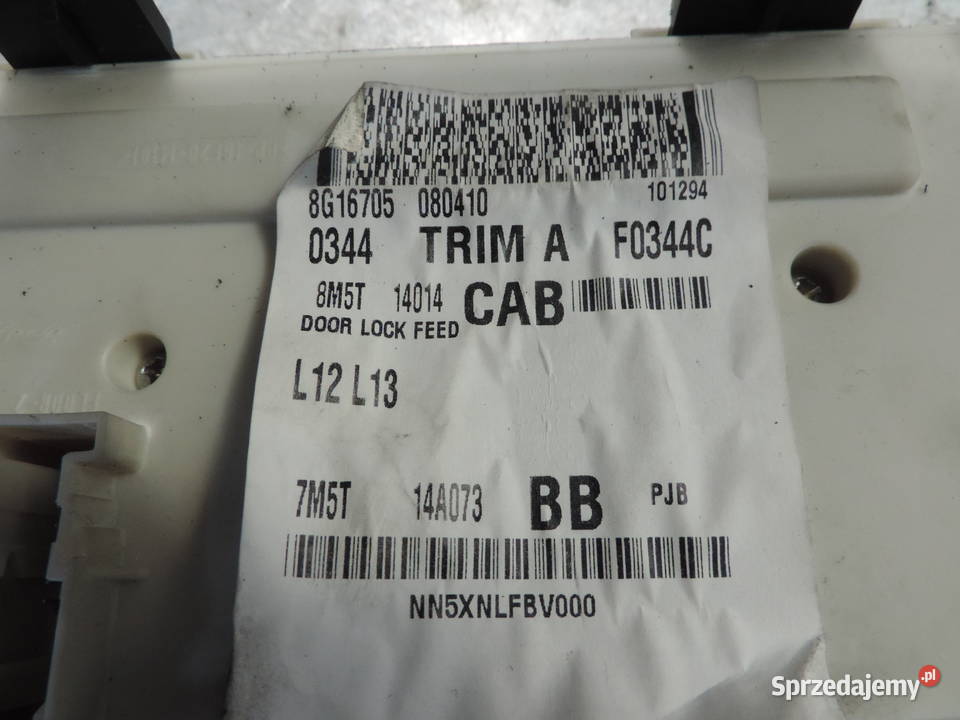 8G16705 080410 101294
0344 TRIM A F0344C
8M5T 14014 CAB
DOOR LOCK FEED
L12 L13
7M5T 14A073 BB PJB
NN5XNLFBV000
Sprzedajemy.pl